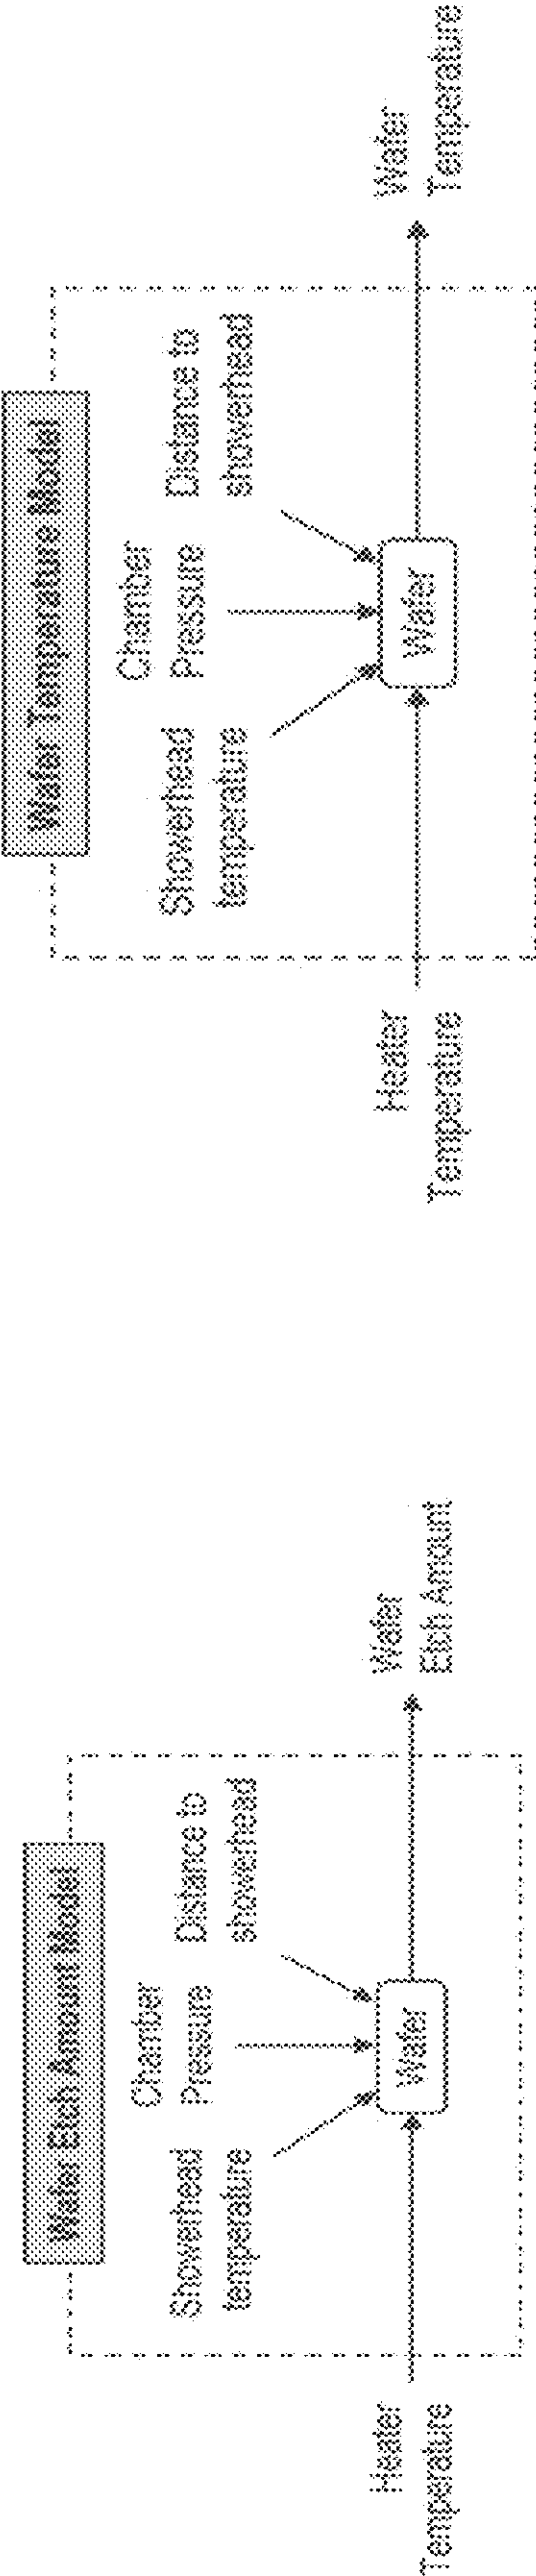 Wafer Etch Amount Model
Showerhead
temperature
Chamber
Pressure
Distance to
showerhead
Heater
Temperature
Wafer
Wafer
Etch Amount
Wafer Temperature Model
Showerhead
temperature
Chamber
Pressure
Distance to
showerhead
Heater
Temperature
Wafer
Wafer
Temperature